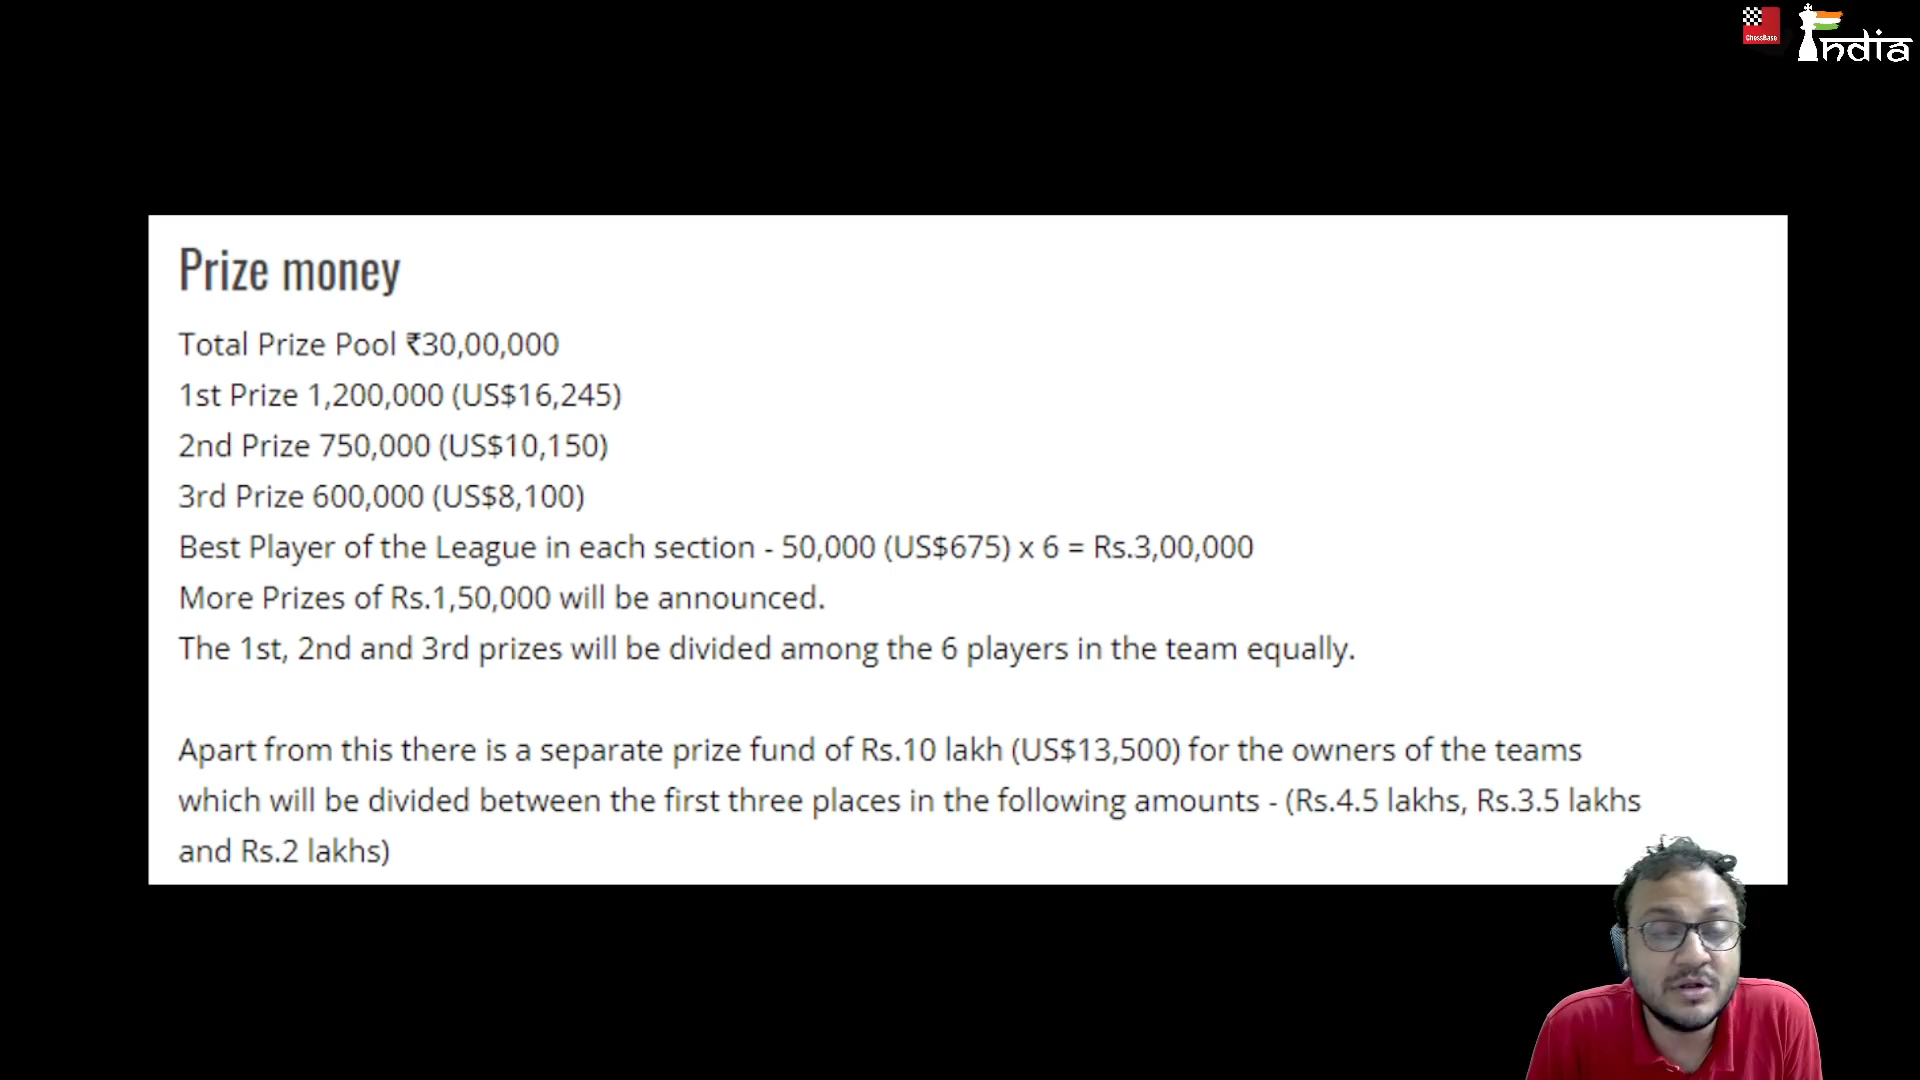 ChessBase
India
Prize money
Total Prize Pool ₹30,00,000
1st Prize 1,200,000 (US$16,245)
2nd Prize 750,000 (US$10,150)
3rd Prize 600,000 (US$8,100)
Best Player of the League in each section - 50,000 (US$675) x 6 = Rs.3,00,000
More Prizes of Rs.1,50,000 will be announced.
The 1st, 2nd and 3rd prizes will be divided among the 6 players in the team equally.
Apart from this there is a separate prize fund of Rs.10 lakh (US$13,500) for the owners of the teams
which will be divided between the first three places in the following amounts - (Rs.4.5 lakhs, Rs.3.5 lakhs
and Rs.2 lakhs)